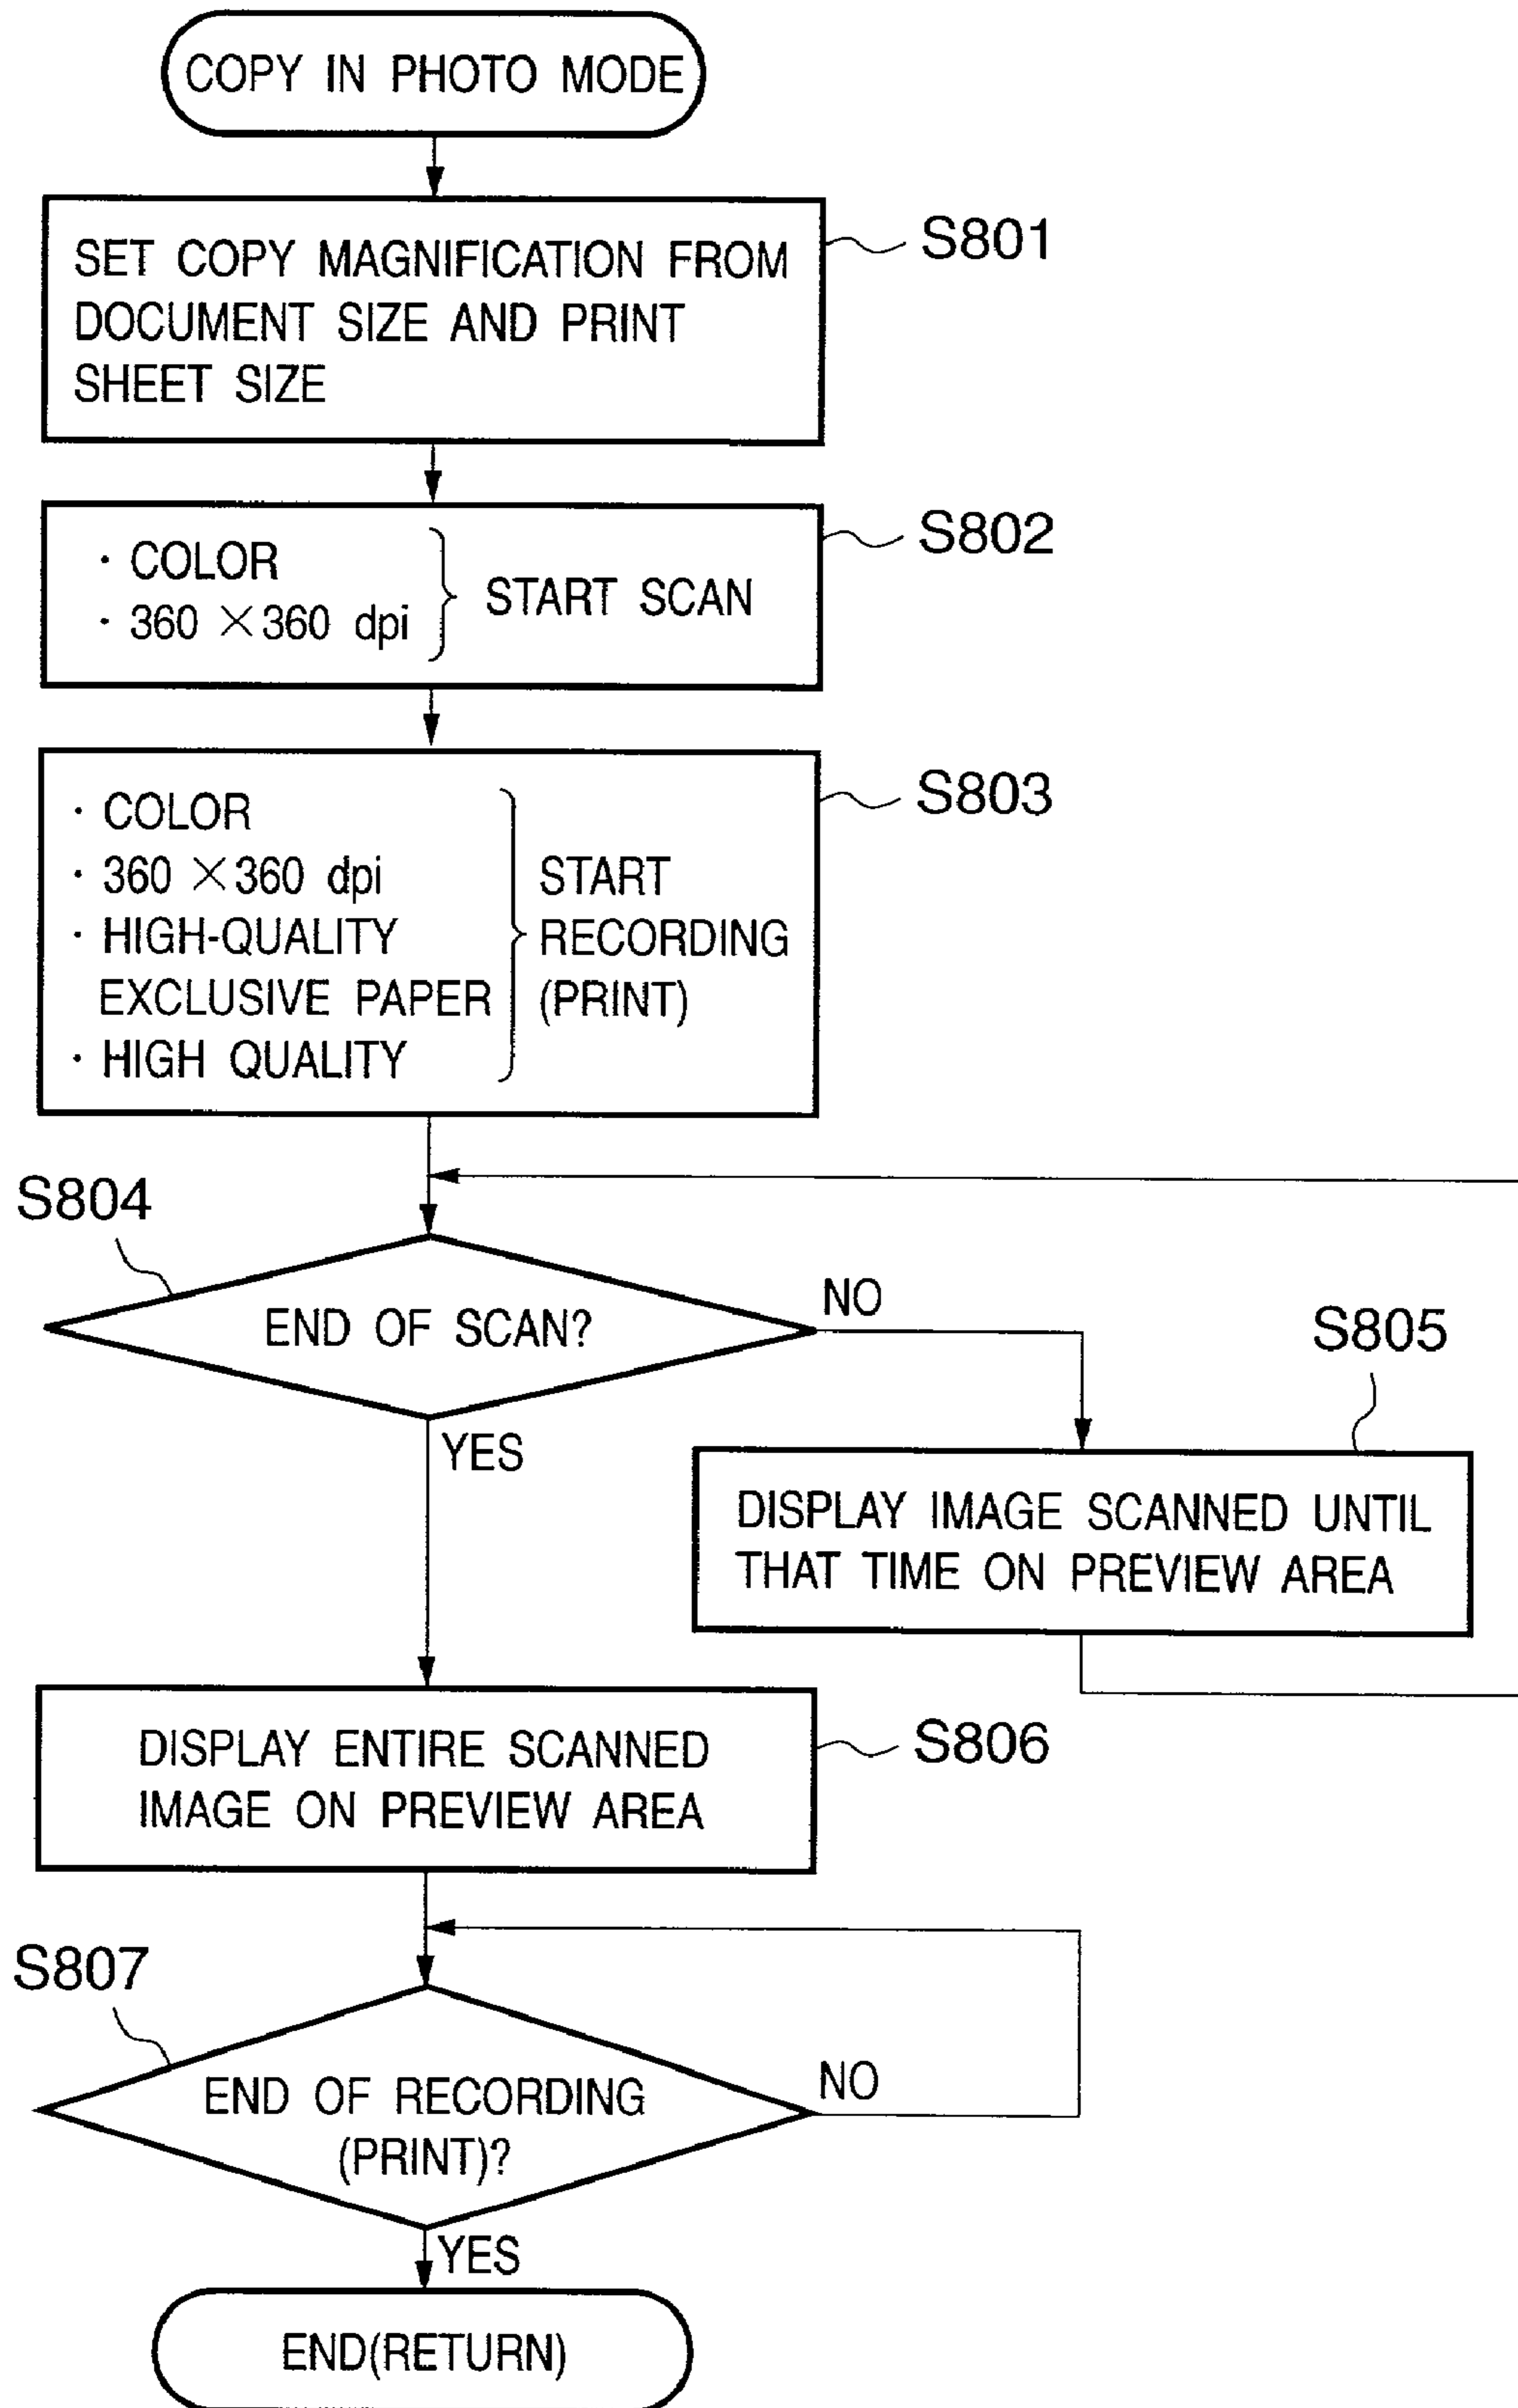 COPY IN PHOTO MODE
SET COPY MAGNIFICATION FROM
DOCUMENT SIZE AND PRINT
SHEET SIZE
S801
· COLOR
· 360 ×360 dpi
START SCAN
S802
· COLOR
· 360 ×360 dpi
· HIGH-QUALITY
EXCLUSIVE PAPER
· HIGH QUALITY
START
RECORDING
(PRINT)
S803
S804
END OF SCAN?
NO
YES
S805
DISPLAY IMAGE SCANNED UNTIL
THAT TIME ON PREVIEW AREA
DISPLAY ENTIRE SCANNED
IMAGE ON PREVIEW AREA
S806
S807
END OF RECORDING
(PRINT)?
NO
YES
END(RETURN)